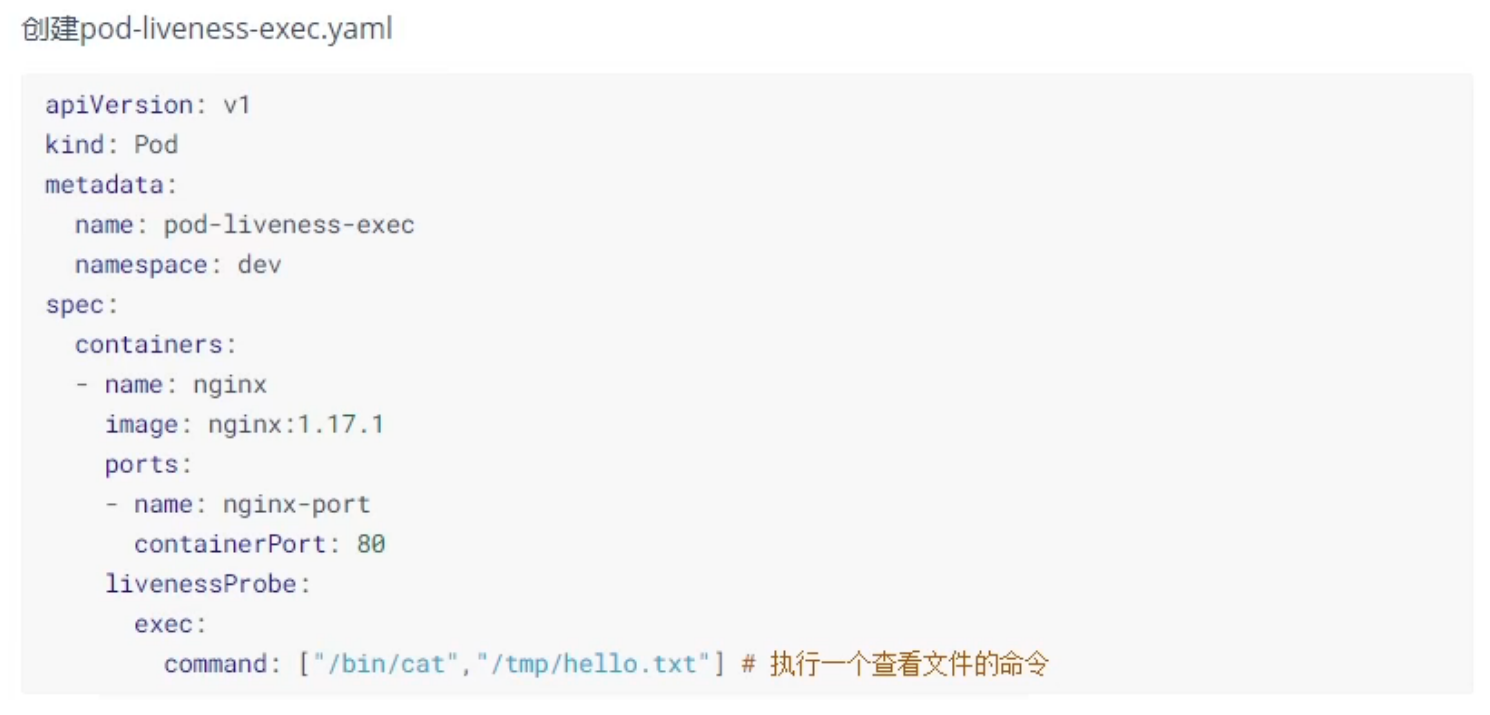 创建pod-liveness-exec.yaml
apiVersion: v1
kind: Pod
metadata:
  name: pod-liveness-exec
  namespace: dev
spec:
  containers:
  - name: nginx
    image: nginx:1.17.1
    ports:
    - name: nginx-port
      containerPort: 80
    livenessProbe:
      exec:
        command: ["/bin/cat","/tmp/hello.txt"] # 执行一个查看文件的命令